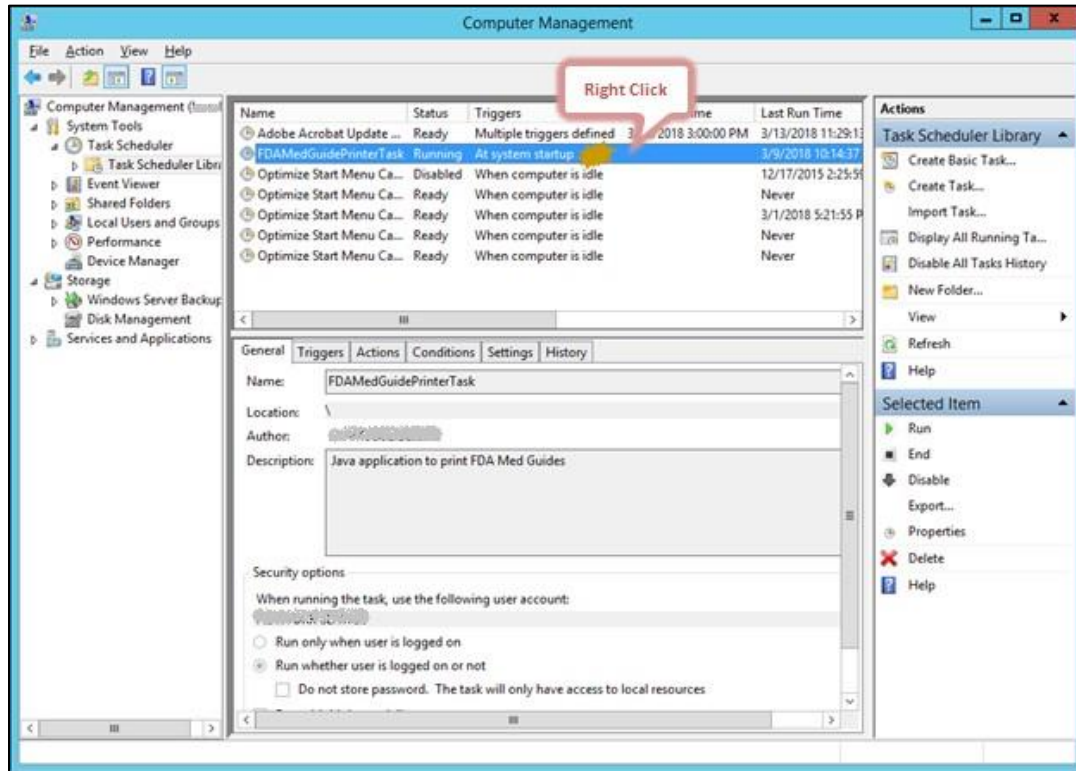 Computer Management
File Action View Help
Computer Management (
System Tools
Task Scheduler
Task Scheduler Libra
Event Viewer
Shared Folders
Local Users and Groups
Performance
Device Manager
Storage
Windows Server Backup
Disk Management
Services and Applications
Right Click
Name Status Triggers me Last Run Time
Adobe Acrobat Update ... Ready Multiple triggers defined 2018 3:00:00 PM 3/13/2018 11:29:13
FDAMedGuidePrinterTask Running At system startup 3/9/2018 10:14:37
Optimize Start Menu Ca... Disabled When computer is idle 12/17/2015 2:25:59
Optimize Start Menu Ca... Ready When computer is idle Never
Optimize Start Menu Ca... Ready When computer is idle 3/1/2018 5:21:55 P
Optimize Start Menu Ca... Ready When computer is idle Never
Optimize Start Menu Ca... Ready When computer is idle Never
General Triggers Actions Conditions Settings History
Name: FDAMedGuidePrinterTask
Location: \
Author:
Description: Java application to print FDA Med Guides
Security options
When running the task, use the following user account:
Run only when user is logged on
Run whether user is logged on or not
Do not store password. The task will only have access to local resources
Actions
Task Scheduler Library
Create Basic Task...
Create Task...
Import Task...
Display All Running Ta...
Disable All Tasks History
New Folder...
View
Refresh
Help
Selected Item
Run
End
Disable
Export...
Properties
Delete
Help